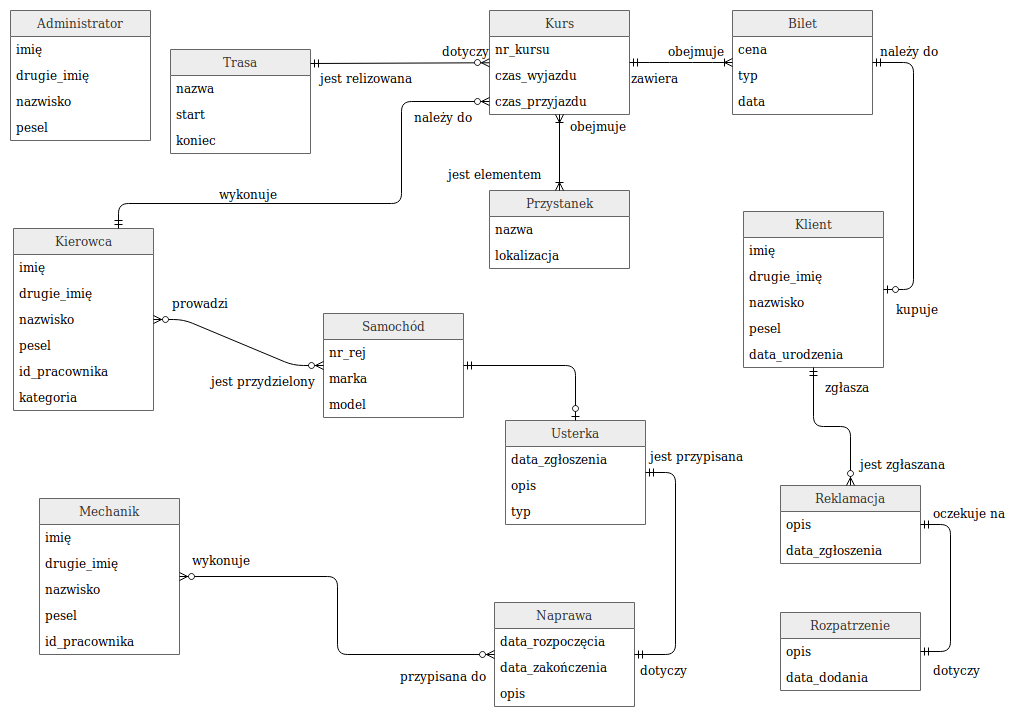 Administrator
imię
drugie_imię
nazwisko
pesel
Trasa
nazwa
start
koniec
jest relizowana
dotyczy
Kurs
nr_kursu
czas_wyjazdu
czas_przyjazdu
należy do
wykonuje
zawiera
obejmuje
Bilet
cena
typ
data
należy do
obejmuje
jest elementem
Przystanek
nazwa
lokalizacja
Klient
imię
drugie_imię
nazwisko
pesel
data_urodzenia
kupuje
Kierowca
imię
drugie_imię
nazwisko
pesel
id_pracownika
kategoria
prowadzi
jest przydzielony
Samochód
nr_rej
marka
model
zgłasza
jest zgłaszana
Usterka
data_zgłoszenia
opis
typ
jest przypisana
Reklamacja
opis
data_zgłoszenia
oczekuje na
Mechanik
imię
drugie_imię
nazwisko
pesel
id_pracownika
wykonuje
przypisana do
Naprawa
data_rozpoczęcia
data_zakończenia
opis
dotyczy
Rozpatrzenie
opis
data_dodania
dotyczy